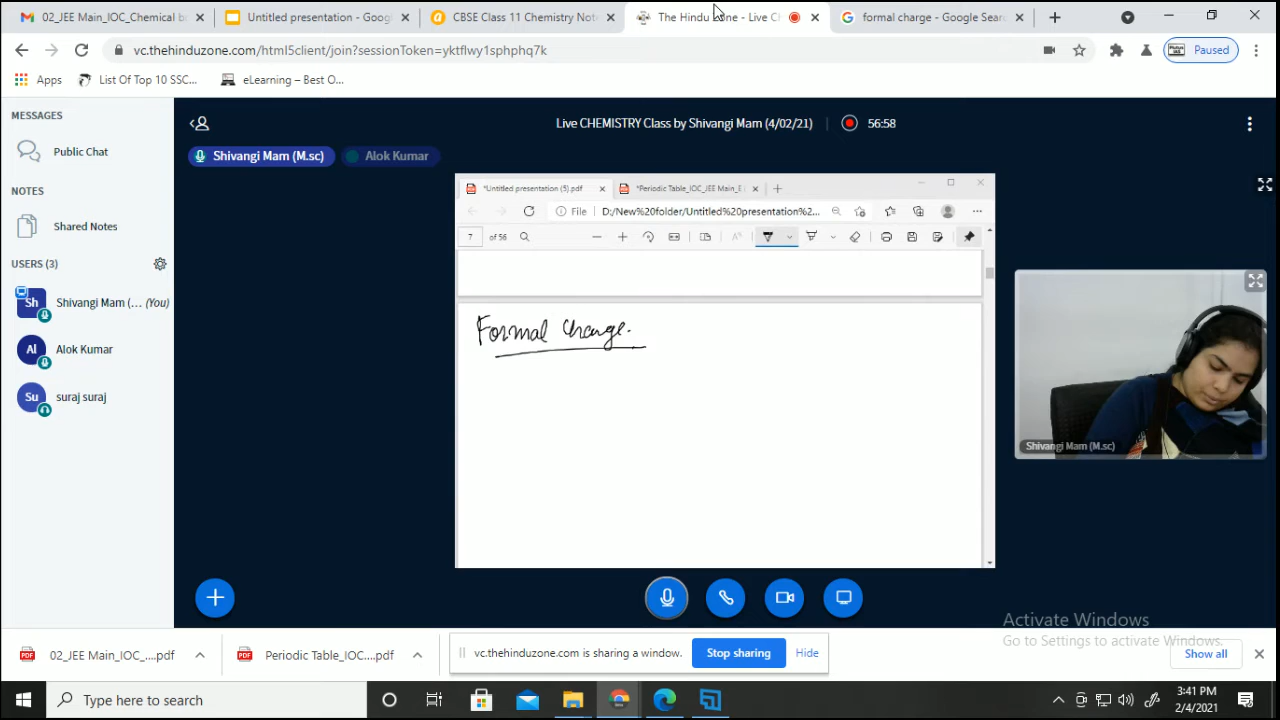 02_JEE Main_IOC_Chemical b
Untitled presentation - Goog
CBSE Class 11 Chemistry Not
The Hindu Zone - Live C
formal charge - Google Sear
vc.thehinduzone.com/html5client/join?sessionToken=yktflwy1sphphq7k
Paused
Apps
List Of Top 10 SSC...
eLearning – Best O...
MESSAGES
Public Chat
NOTES
Shared Notes
USERS (3)
Sh
Shivangi Mam (... (You)
Al
Alok Kumar
Su
suraj suraj
Live CHEMISTRY Class by Shivangi Mam (4/02/21)
56:58
Shivangi Mam (M.sc)
Alok Kumar
*Untitled presentation (5).pdf
*Periodic Table_IOC_JEE Main_E
File
D:/New%20folder/Untitled%20presentation%2...
7
of 56
Formal Charge.
Shivangi Mam (M.sc)
Activate Windows
Go to Settings to activate Windows.
02_JEE Main_IOC_....pdf
Periodic Table_IOC....pdf
vc.thehinduzone.com is sharing a window.
Stop sharing
Hide
Show all
Type here to search
3:41 PM
2/4/2021